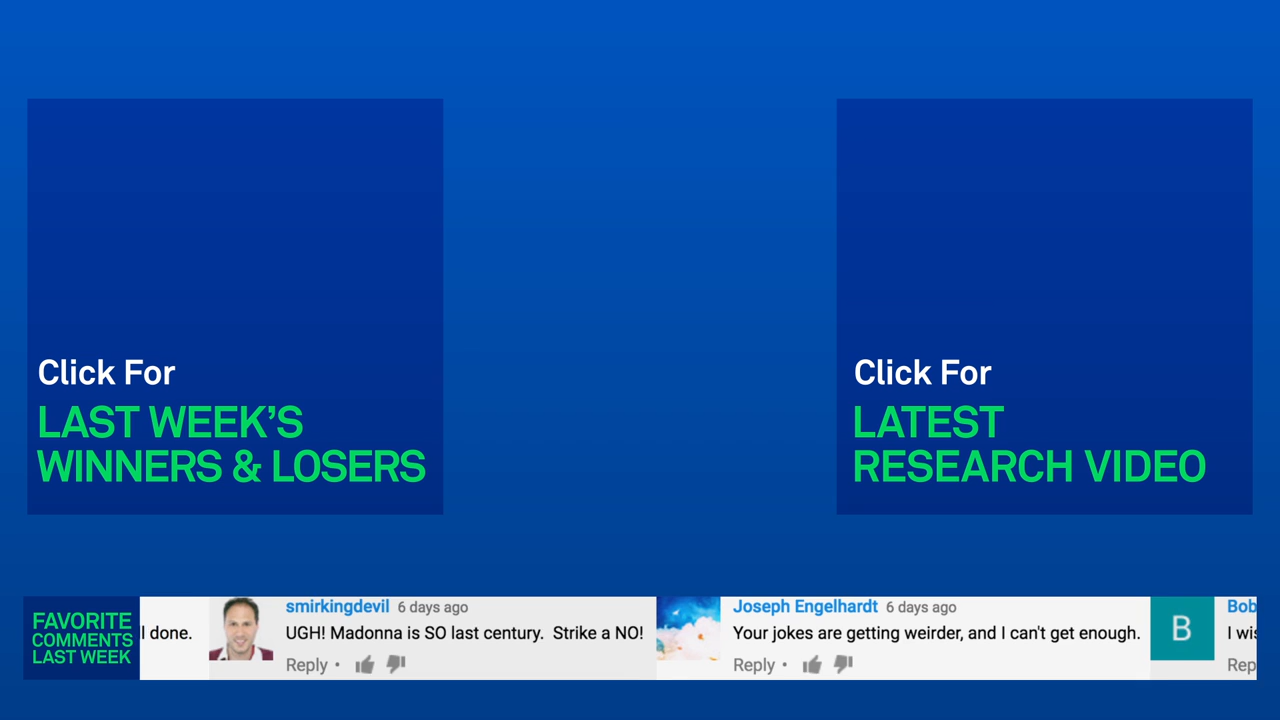 Click For
LAST WEEK'S
WINNERS & LOSERS
Click For
LATEST
RESEARCH VIDEO
FAVORITE
COMMENTS
LAST WEEK
done.
smirkingdevil 6 days ago
UGH! Madonna is SO last century. Strike a NO!
Reply •
Joseph Engelhardt 6 days ago
Your jokes are getting weirder, and I can't get enough.
Reply •
B
Bob
I